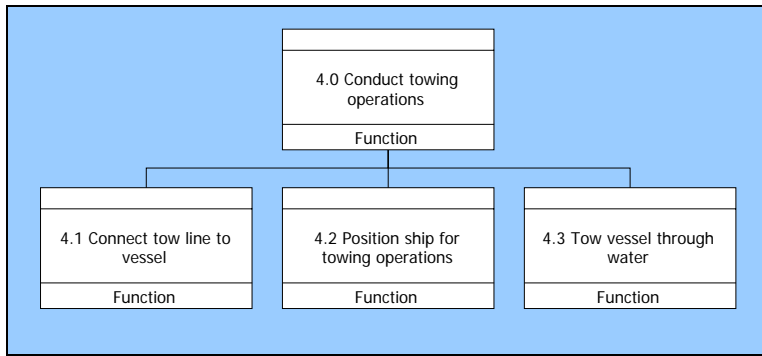 4.0 Conduct towing
operations
Function
4.1 Connect tow line to
vessel
Function
4.2 Position ship for
towing operations
Function
4.3 Tow vessel through
water
Function